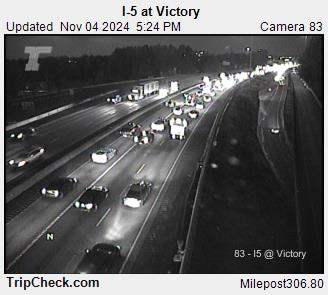 I-5 at Victory
Updated Nov 04 2024 5:24 PM Camera 83
T
N
83 - I5 @ Victory
TripCheck.com Milepost306.80